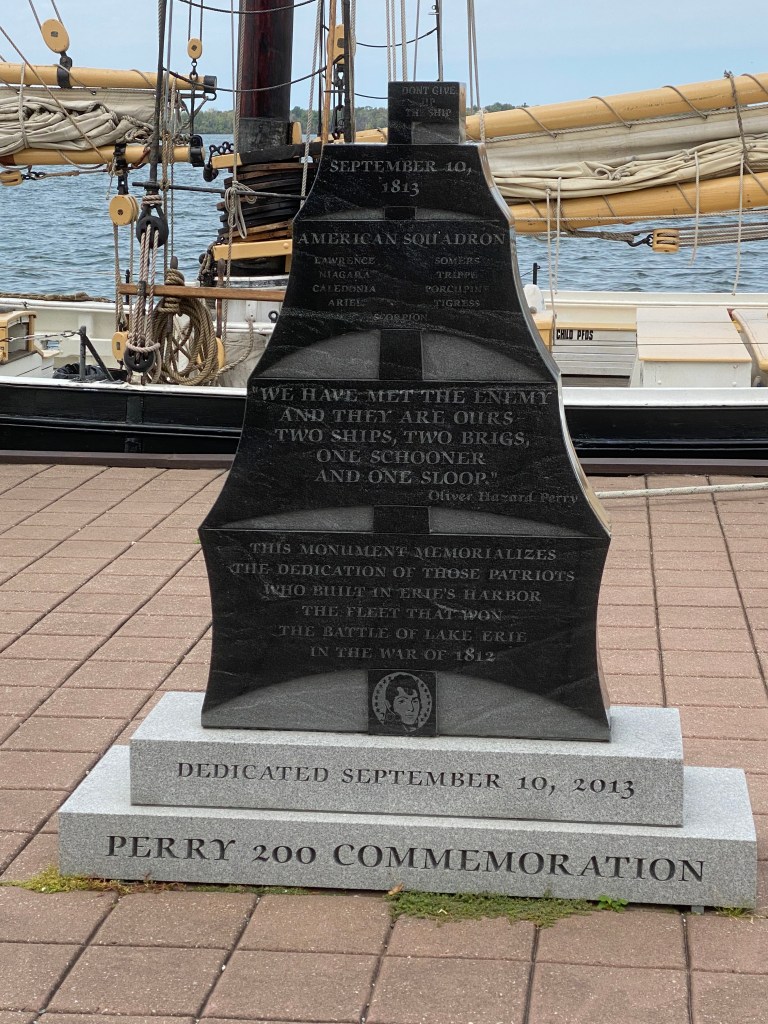 DONT GIVE
UP
THE SHIP
SEPTEMBER 10,
1813
AMERICAN SQUADRON
LAWRENCE SOMERS
NIAGARA TRIPPE
CALEDONIA PORCUPINE
ARIEL TIGRESS
SCORPION
"WE HAVE MET THE ENEMY
AND THEY ARE OURS
TWO SHIPS, TWO BRIGS,
ONE SCHOONER
AND ONE SLOOP."
Oliver Hazard Perry
THIS MONUMENT MEMORIALIZES
THE DEDICATION OF THOSE PATRIOTS
WHO BUILT IN ERIE'S HARBOR
THE FLEET THAT WON
THE BATTLE OF LAKE ERIE
IN THE WAR OF 1812
DEDICATED SEPTEMBER 10, 2013
PERRY 200 COMMEMORATION
CHILD PFDS